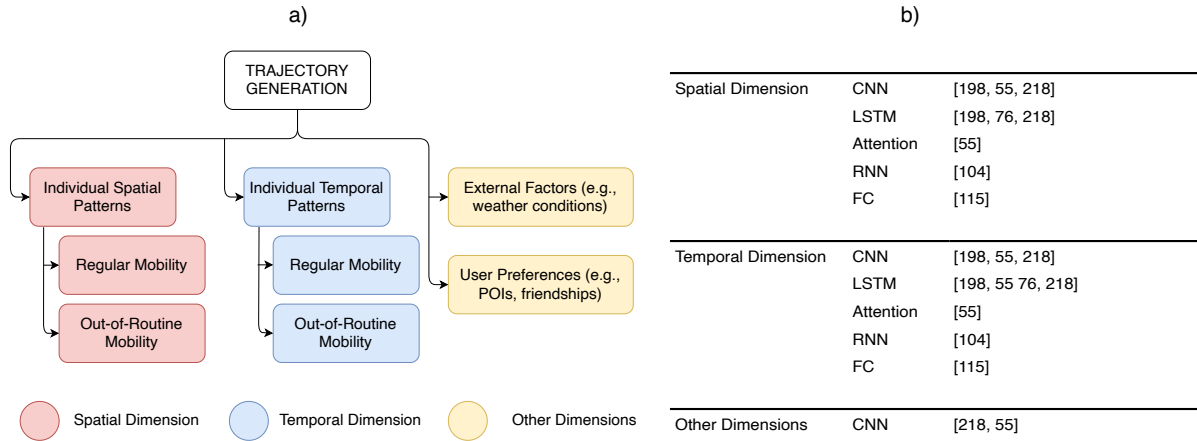 a)
TRAJECTORY
GENERATION
Individual Spatial
Patterns
Individual Temporal
Patterns
External Factors (e.g.,
weather conditions)
Regular Mobility
Regular Mobility
User Preferences (e.g.,
POIs, friendships)
Out-of-Routine
Mobility
Out-of-Routine
Mobility
Spatial Dimension
Temporal Dimension
Other Dimensions
b)
Spatial Dimension CNN [198, 55, 218]
LSTM [198, 76, 218]
Attention [55]
RNN [104]
FC [115]
Temporal Dimension CNN [198, 55, 218]
LSTM [198, 55 76, 218]
Attention [55]
RNN [104]
FC [115]
Other Dimensions CNN [218, 55]